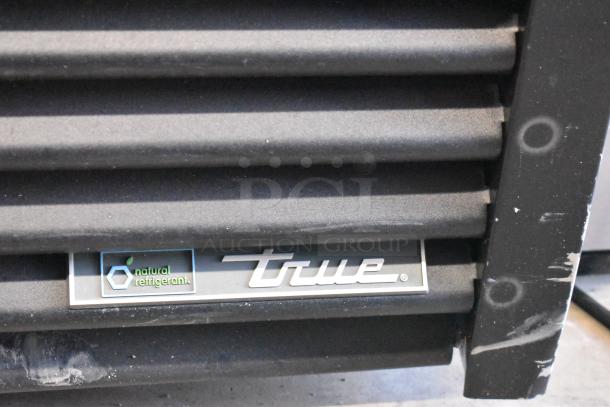 PCI
AUCTION GROUP
natural
refrigerant.
true®